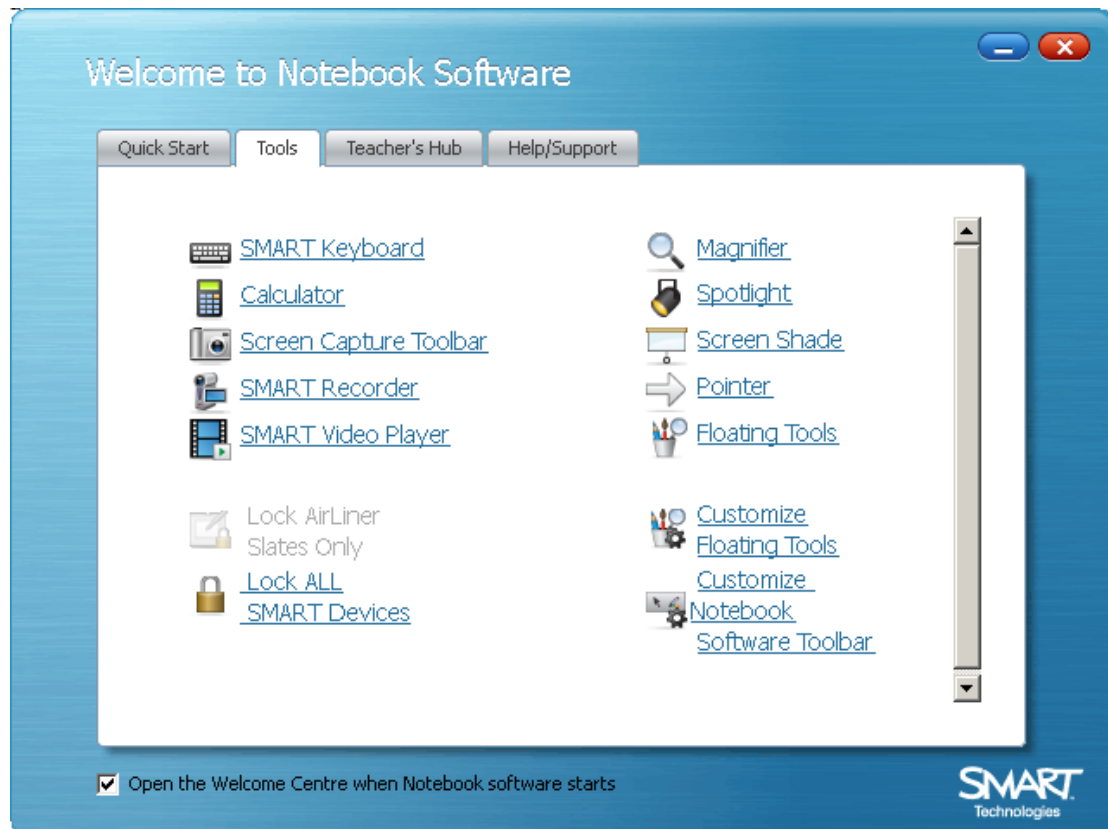 Welcome to Notebook Software
Quick Start
Tools
Teacher's Hub
Help/Support
SMART Keyboard
Calculator
Screen Capture Toolbar
SMART Recorder
SMART Video Player
Lock AirLiner
Slates Only
Lock ALL
SMART Devices
Magnifier
Spotlight
Screen Shade
Pointer
Floating Tools
Customize
Floating Tools
Customize
Notebook
Software Toolbar
Open the Welcome Centre when Notebook software starts
SMART
Technologies